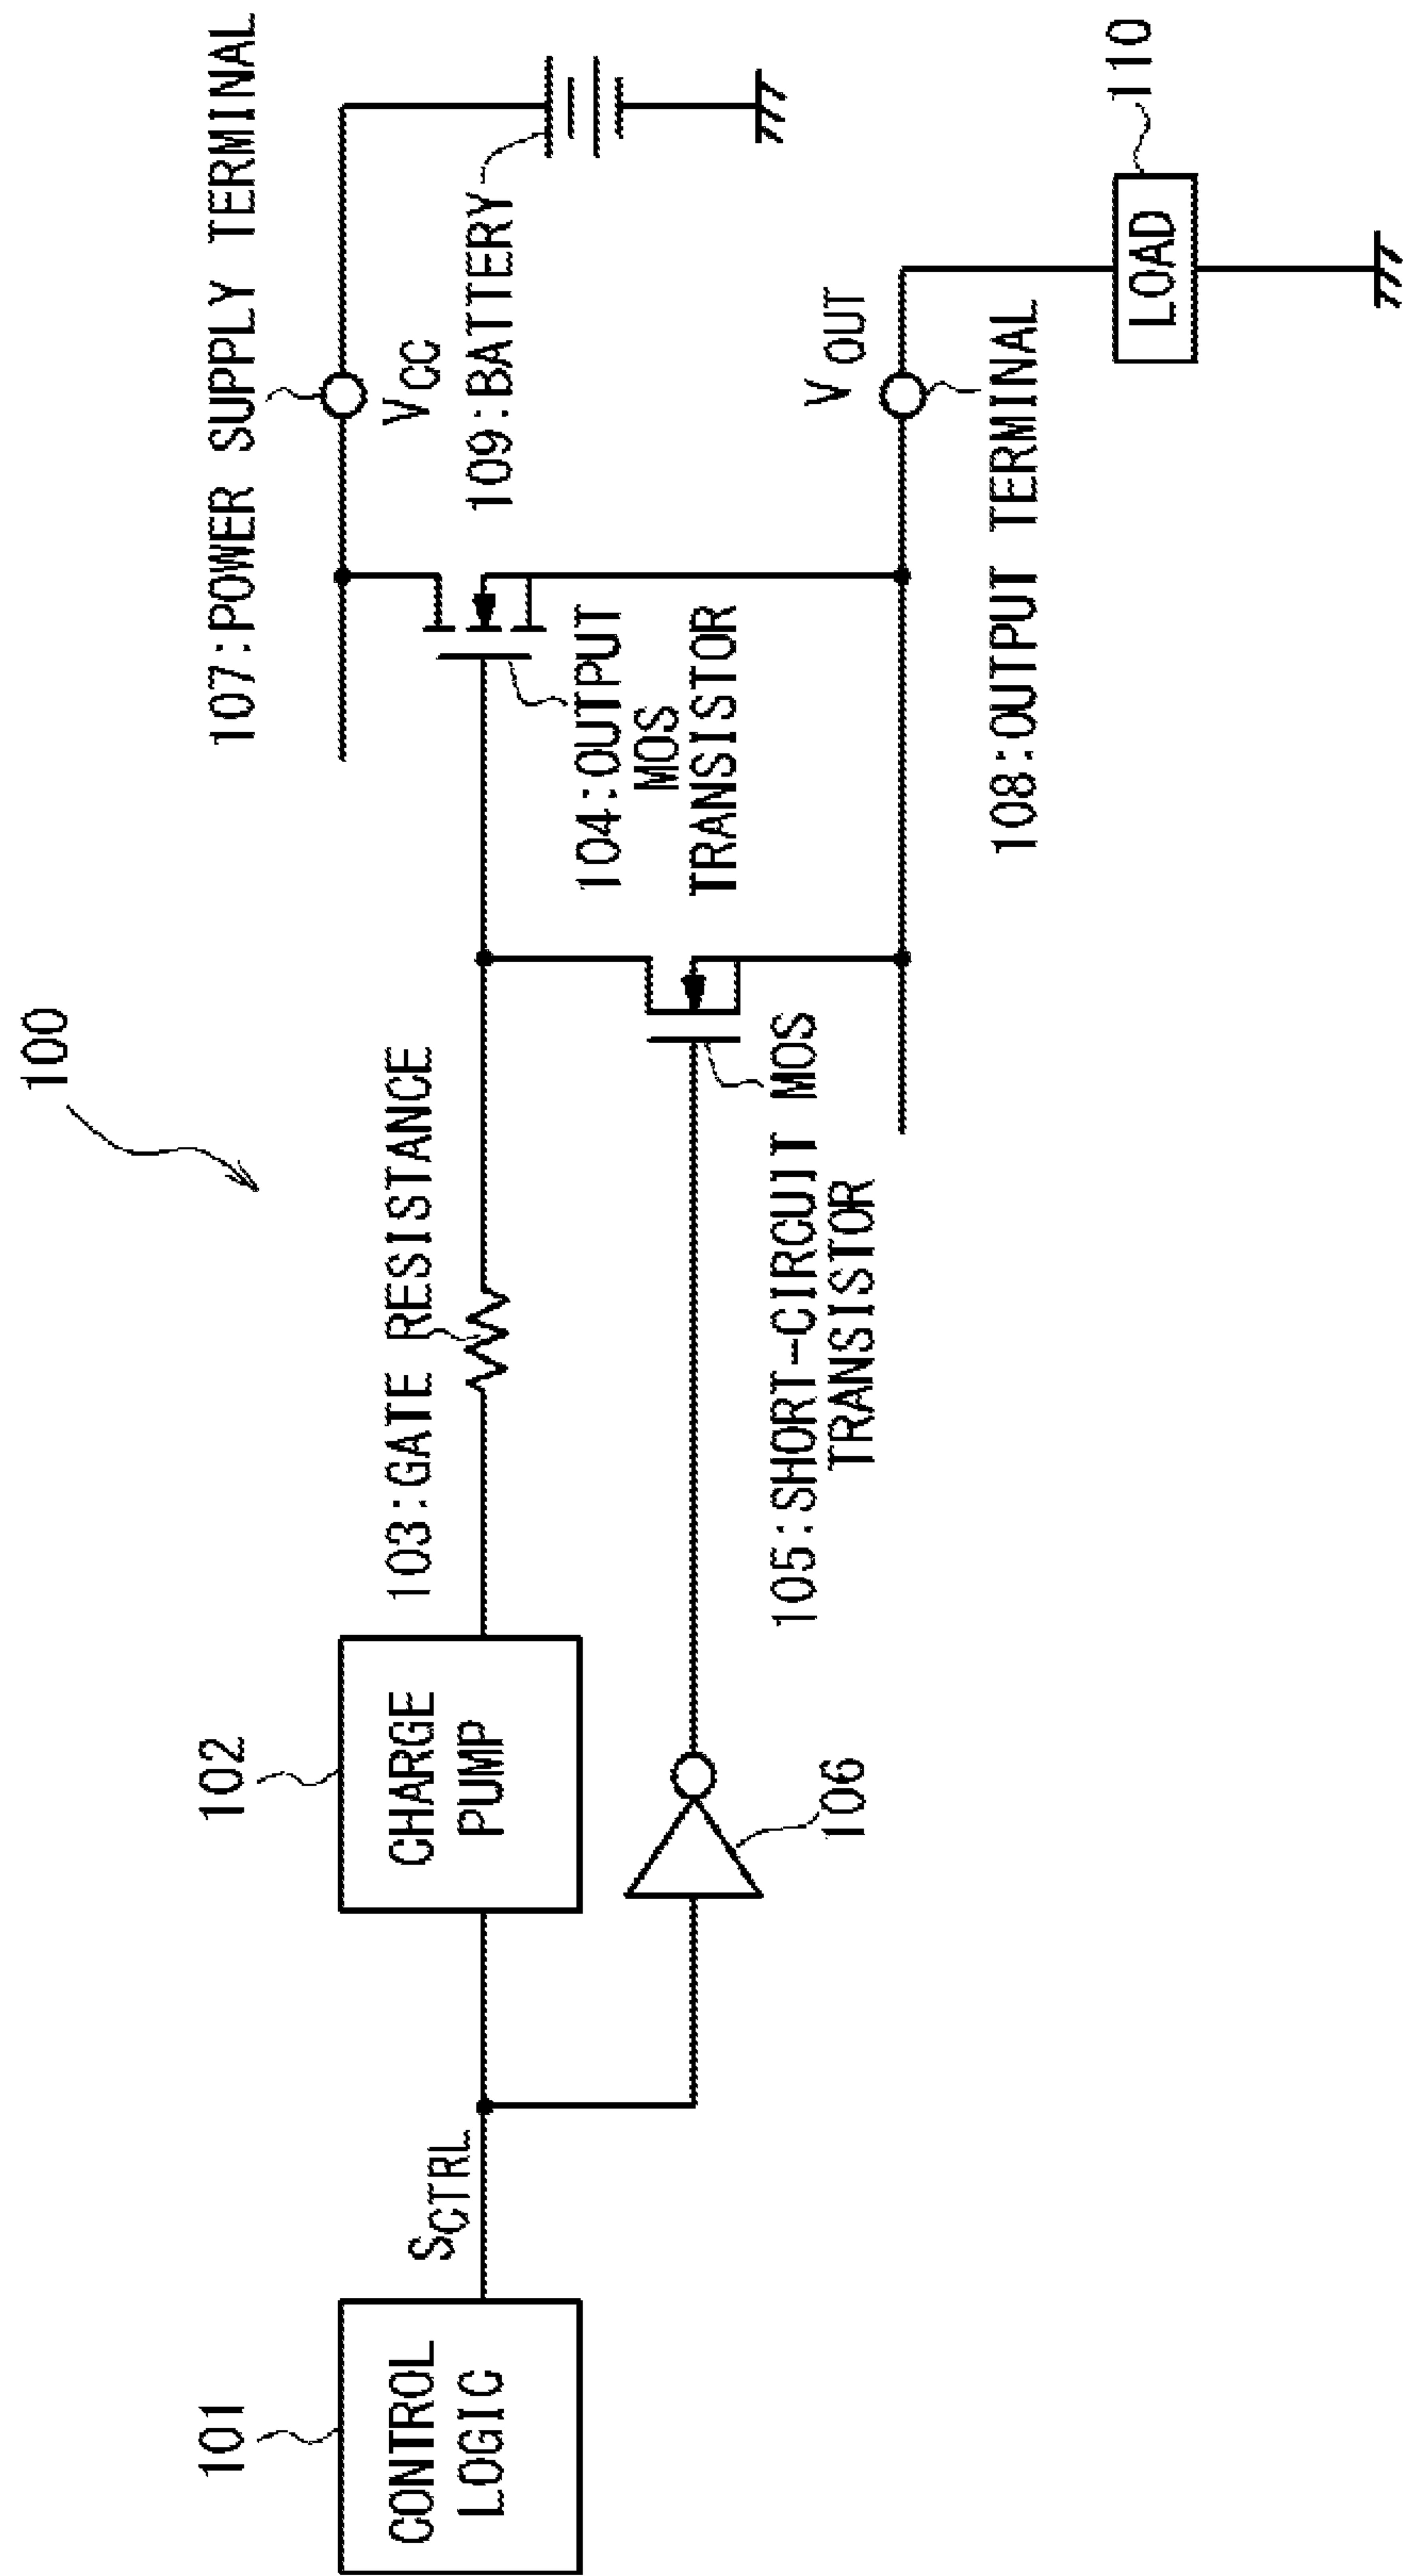 100
107:POWER SUPPLY TERMINAL
101
CONTROL
LOGIC
SCTRL
102
CHARGE
PUMP
103:GATE RESISTANCE
VCC
109:BATTERY
104:OUTPUT
MOS
TRANSISTOR
106
105:SHORT-CIRCUIT MOS
TRANSISTOR
VOUT
108:OUTPUT TERMINAL
LOAD
110